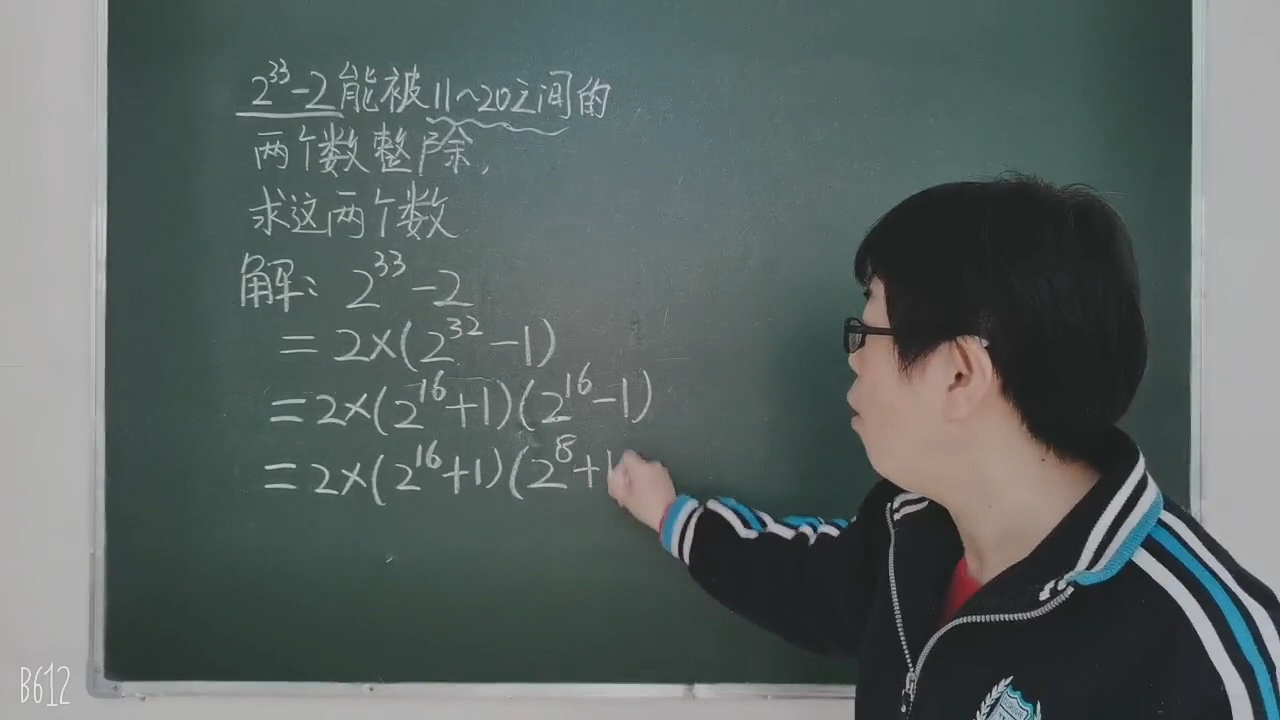 2³³-2能被11~20之间的
两个数整除,
求这两个数
解: 2³³-2
=2×(2³²-1)
=2×(2¹⁶+1)(2¹⁶-1)
=2×(2¹⁶+1)(2⁸+1
B612